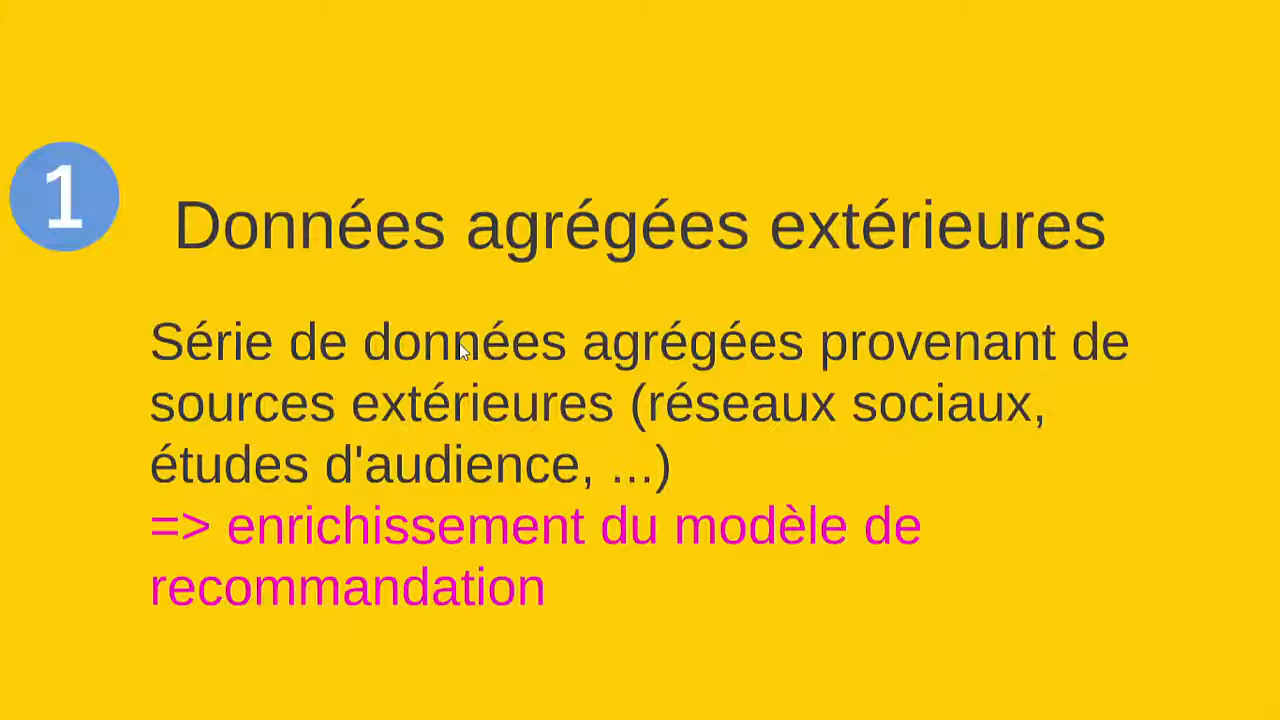 1
Données agrégées extérieures
Série de données agrégées provenant de
sources extérieures (réseaux sociaux,
études d'audience, ...)
=> enrichissement du modèle de
recommandation